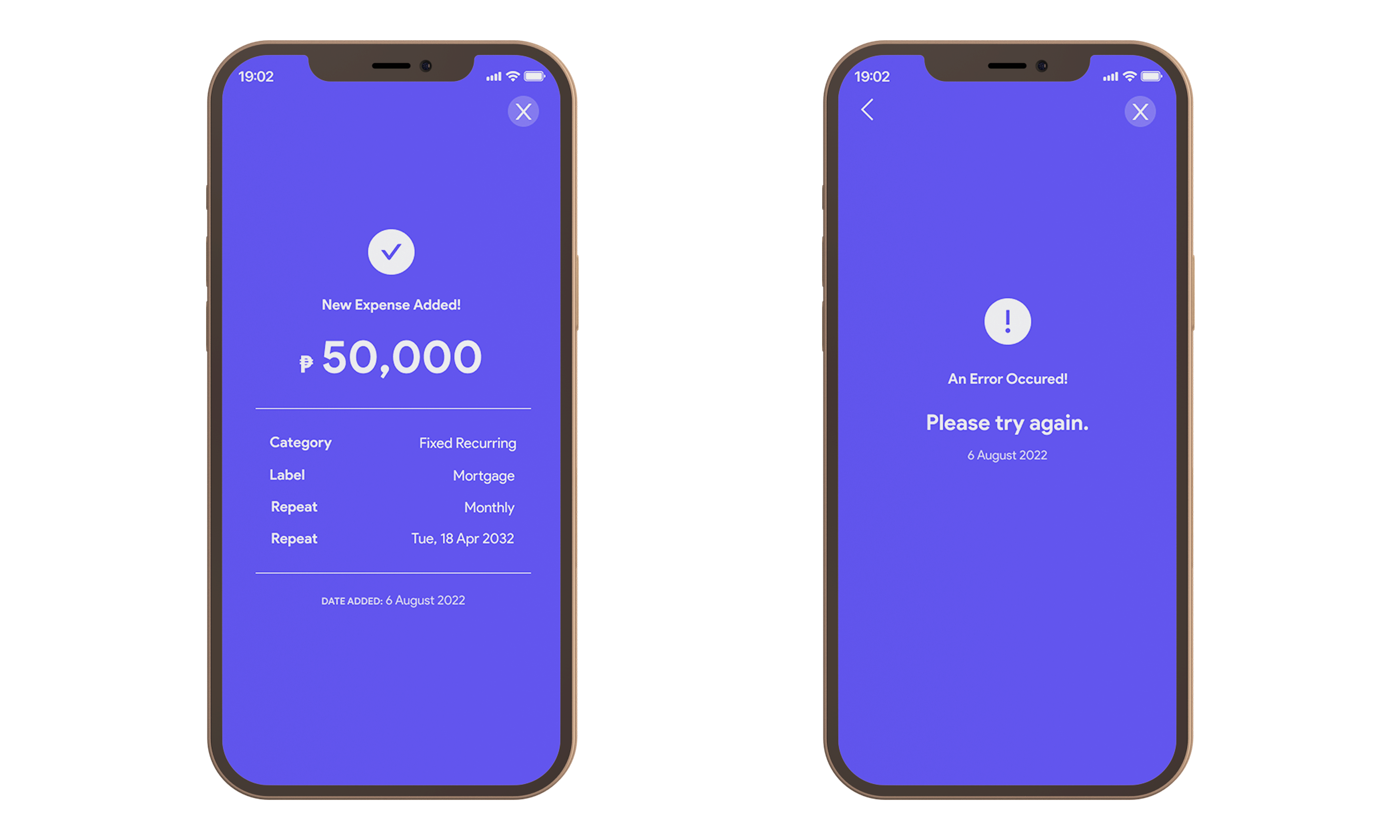 19:02
X
New Expense Added!
₱ 50,000
Category Fixed Recurring
Label Mortgage
Repeat Monthly
Repeat Tue, 18 Apr 2032
DATE ADDED: 6 August 2022
19:02
X
!
An Error Occured!
Please try again.
6 August 2022